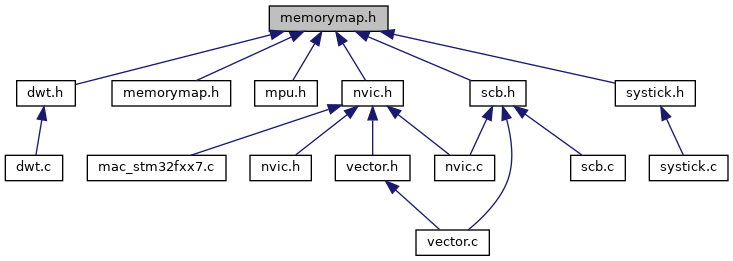 memorymap.h
dwt.h
memorymap.h
mpu.h
nvic.h
scb.h
systick.h
dwt.c
mac_stm32fxx7.c
nvic.h
vector.h
nvic.c
scb.c
systick.c
vector.c